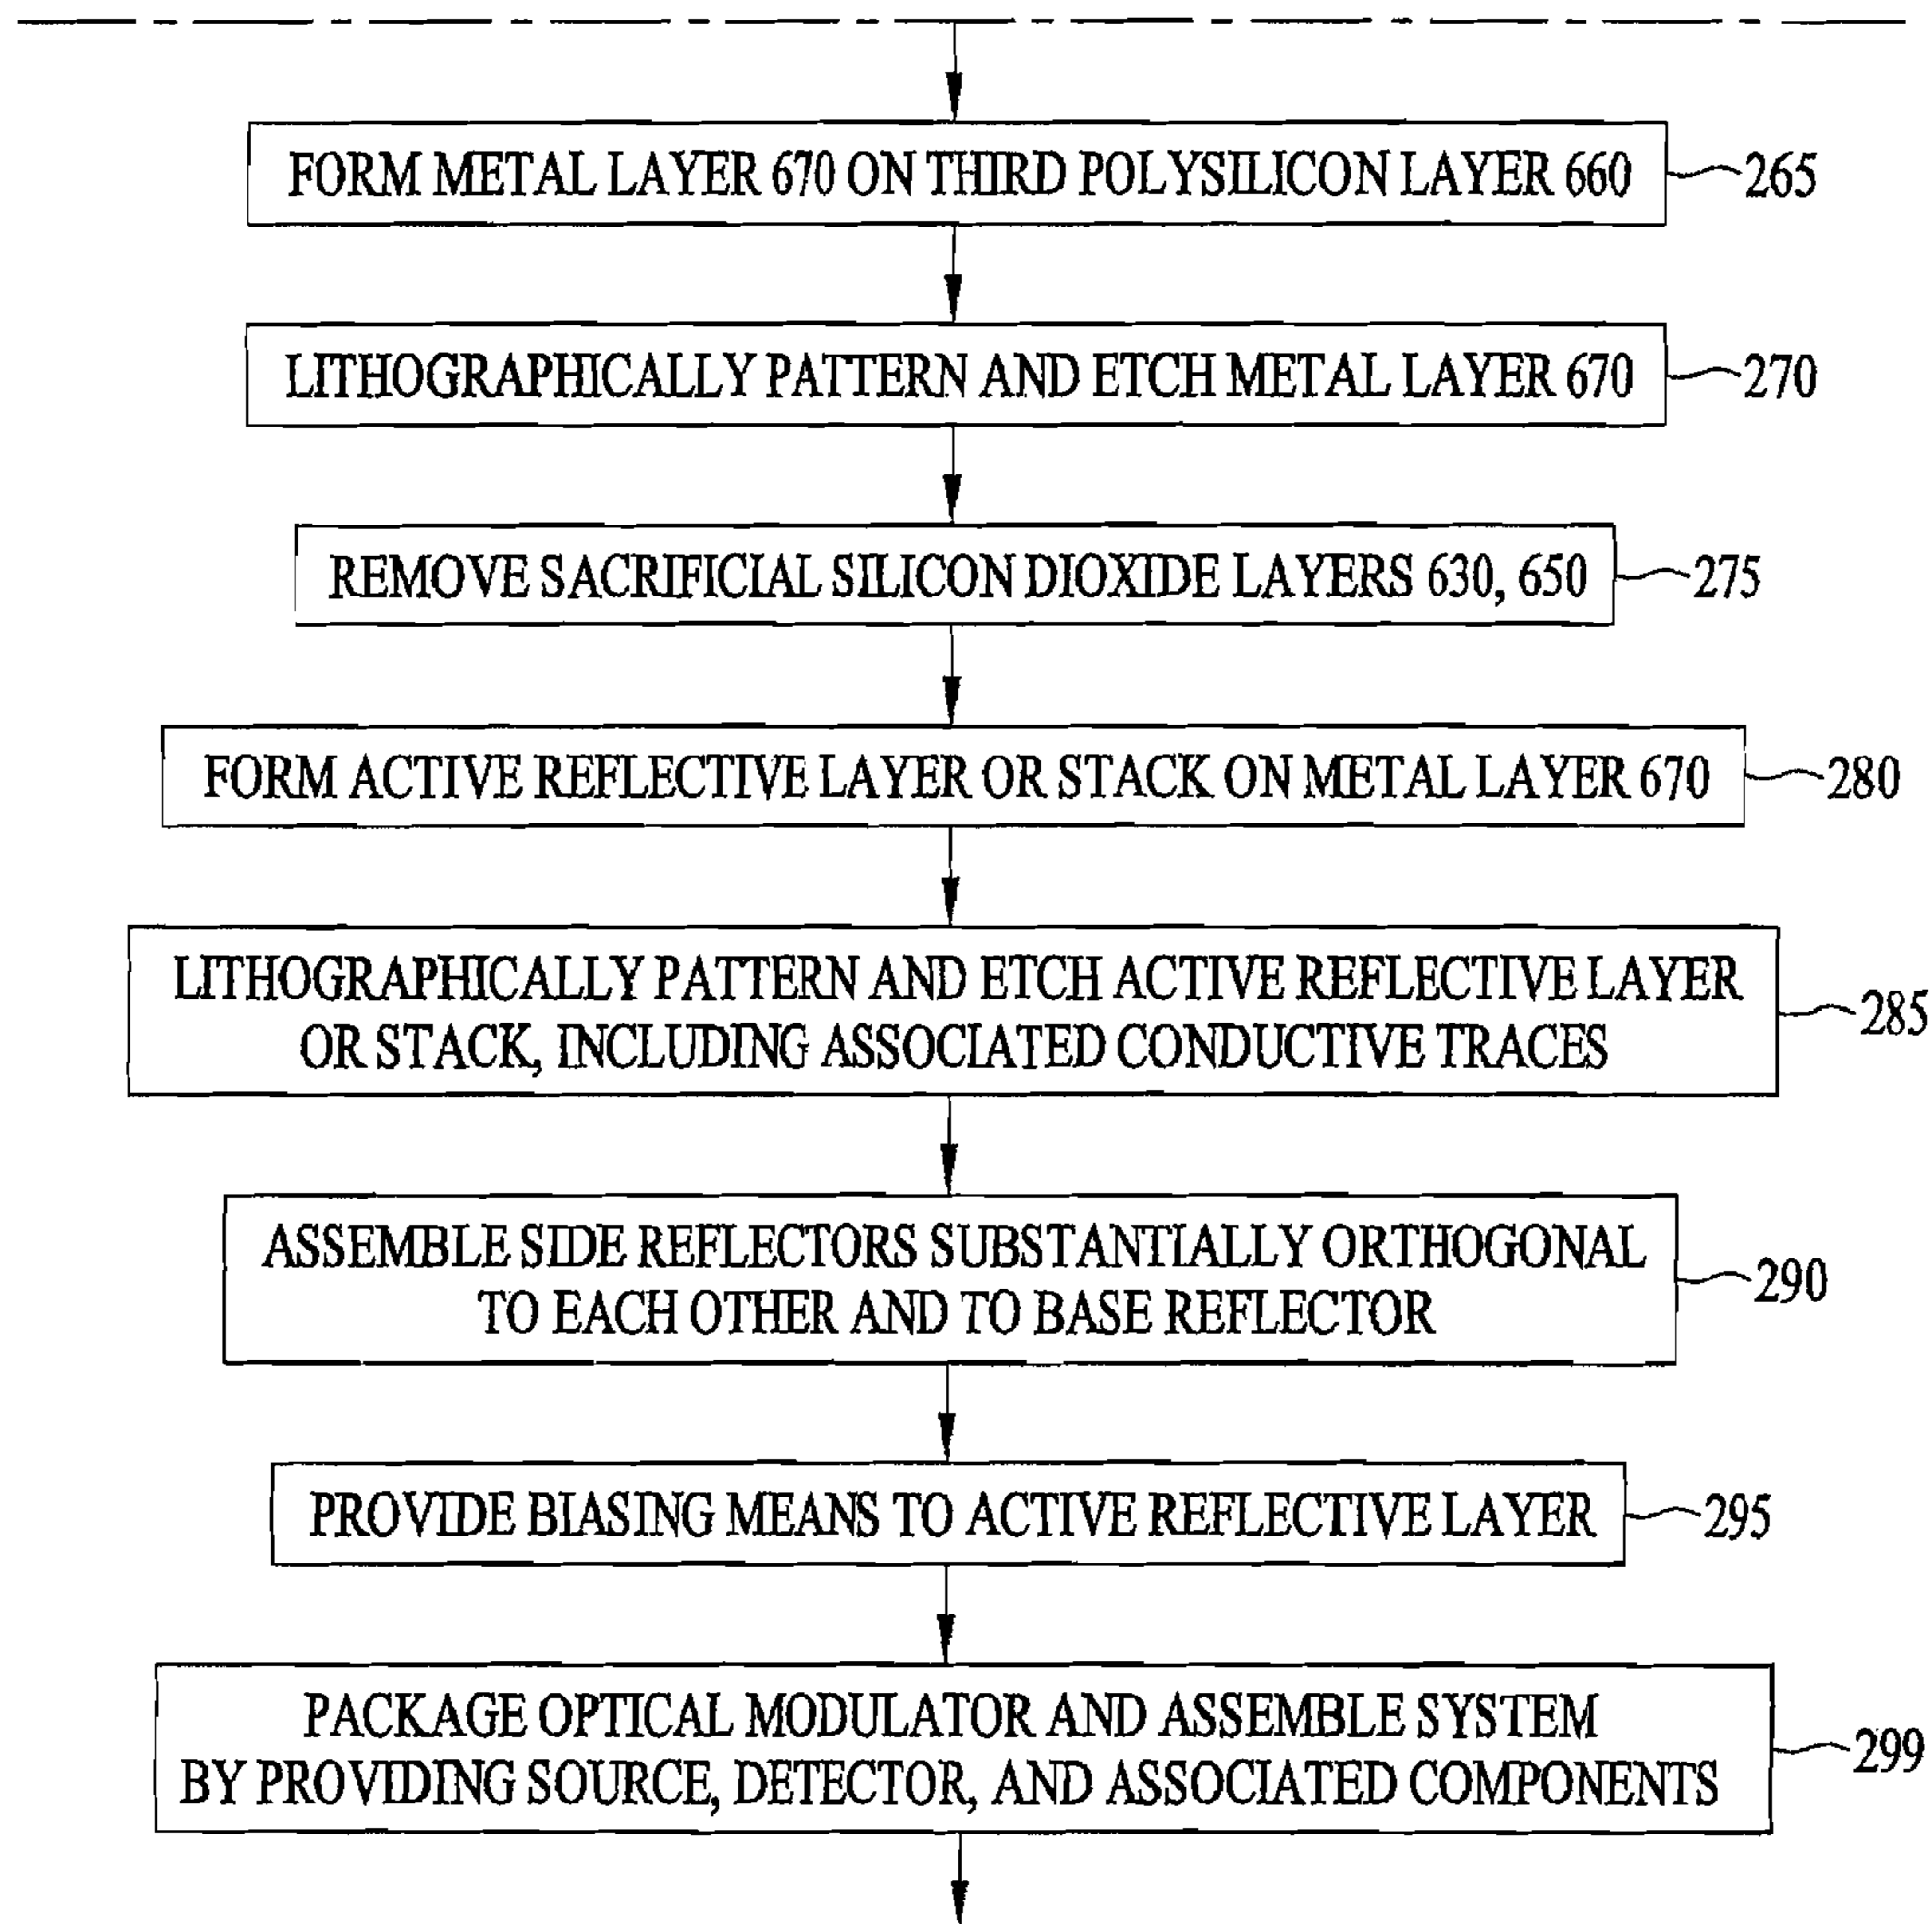 FORM METAL LAYER 670 ON THIRD POLYSILICON LAYER 660
265
LITHOGRAPHICALLY PATTERN AND ETCH METAL LAYER 670
270
REMOVE SACRIFICIAL SILICON DIOXIDE LAYERS 630, 650
275
FORM ACTIVE REFLECTIVE LAYER OR STACK ON METAL LAYER 670
280
LITHOGRAPHICALLY PATTERN AND ETCH ACTIVE REFLECTIVE LAYER
OR STACK, INCLUDING ASSOCIATED CONDUCTIVE TRACES
285
ASSEMBLE SIDE REFLECTORS SUBSTANTIALLY ORTHOGONAL
TO EACH OTHER AND TO BASE REFLECTOR
290
PROVIDE BIASING MEANS TO ACTIVE REFLECTIVE LAYER
295
PACKAGE OPTICAL MODULATOR AND ASSEMBLE SYSTEM
BY PROVIDING SOURCE, DETECTOR, AND ASSOCIATED COMPONENTS
299